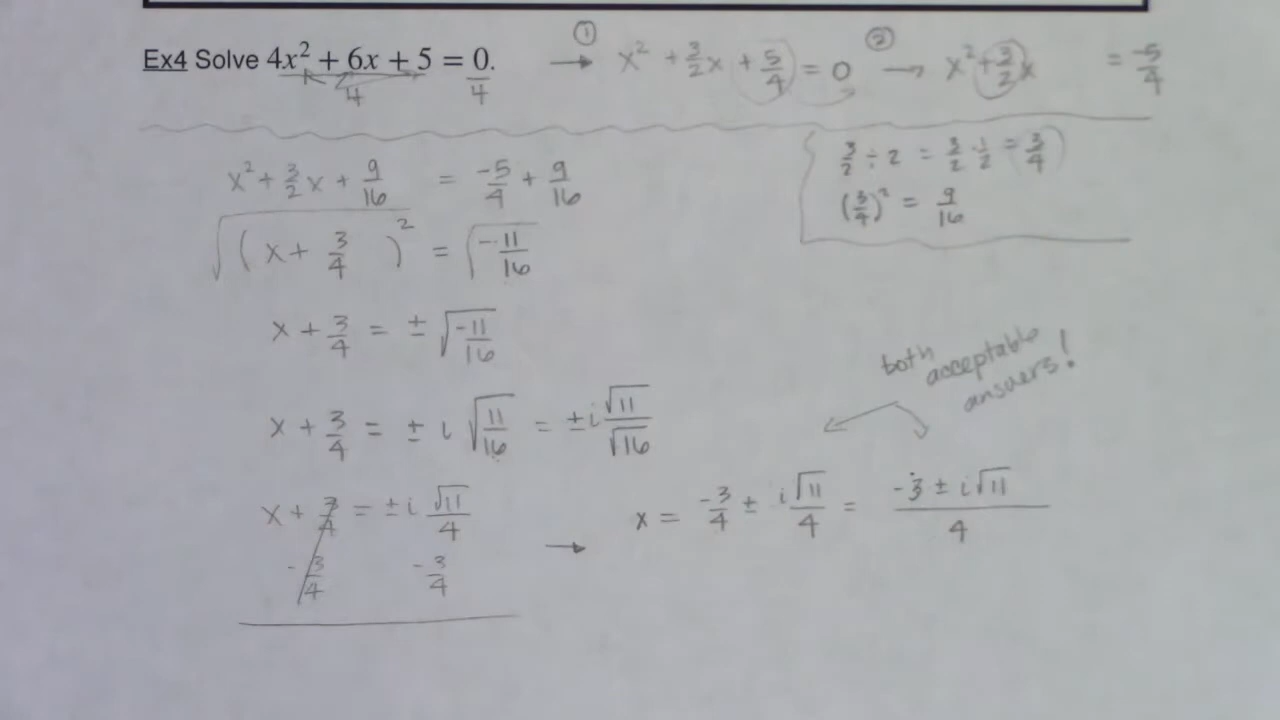 Ex4 Solve 4x² + 6x + 5 = 0. → ① x² + 3/2 x + 5/4 = 0 ② → x² + 3/2 x = -5/4
4 4
3/2 ÷ 2 = 3/2 · 1/2 = 3/4
(3/4)² = 9/16
x² + 3/2 x + 9/16 = -5/4 + 9/16
√(x + 3/4)² = √-11/16
x + 3/4 = ± √-11/16
x + 3/4 = ± i √11/16 = ± i √11/√16
x + 3/4 = ± i √11/4
-3/4 -3/4
both acceptable answers!
→ x = -3/4 ± i√11/4 = -3 ± i√11/4